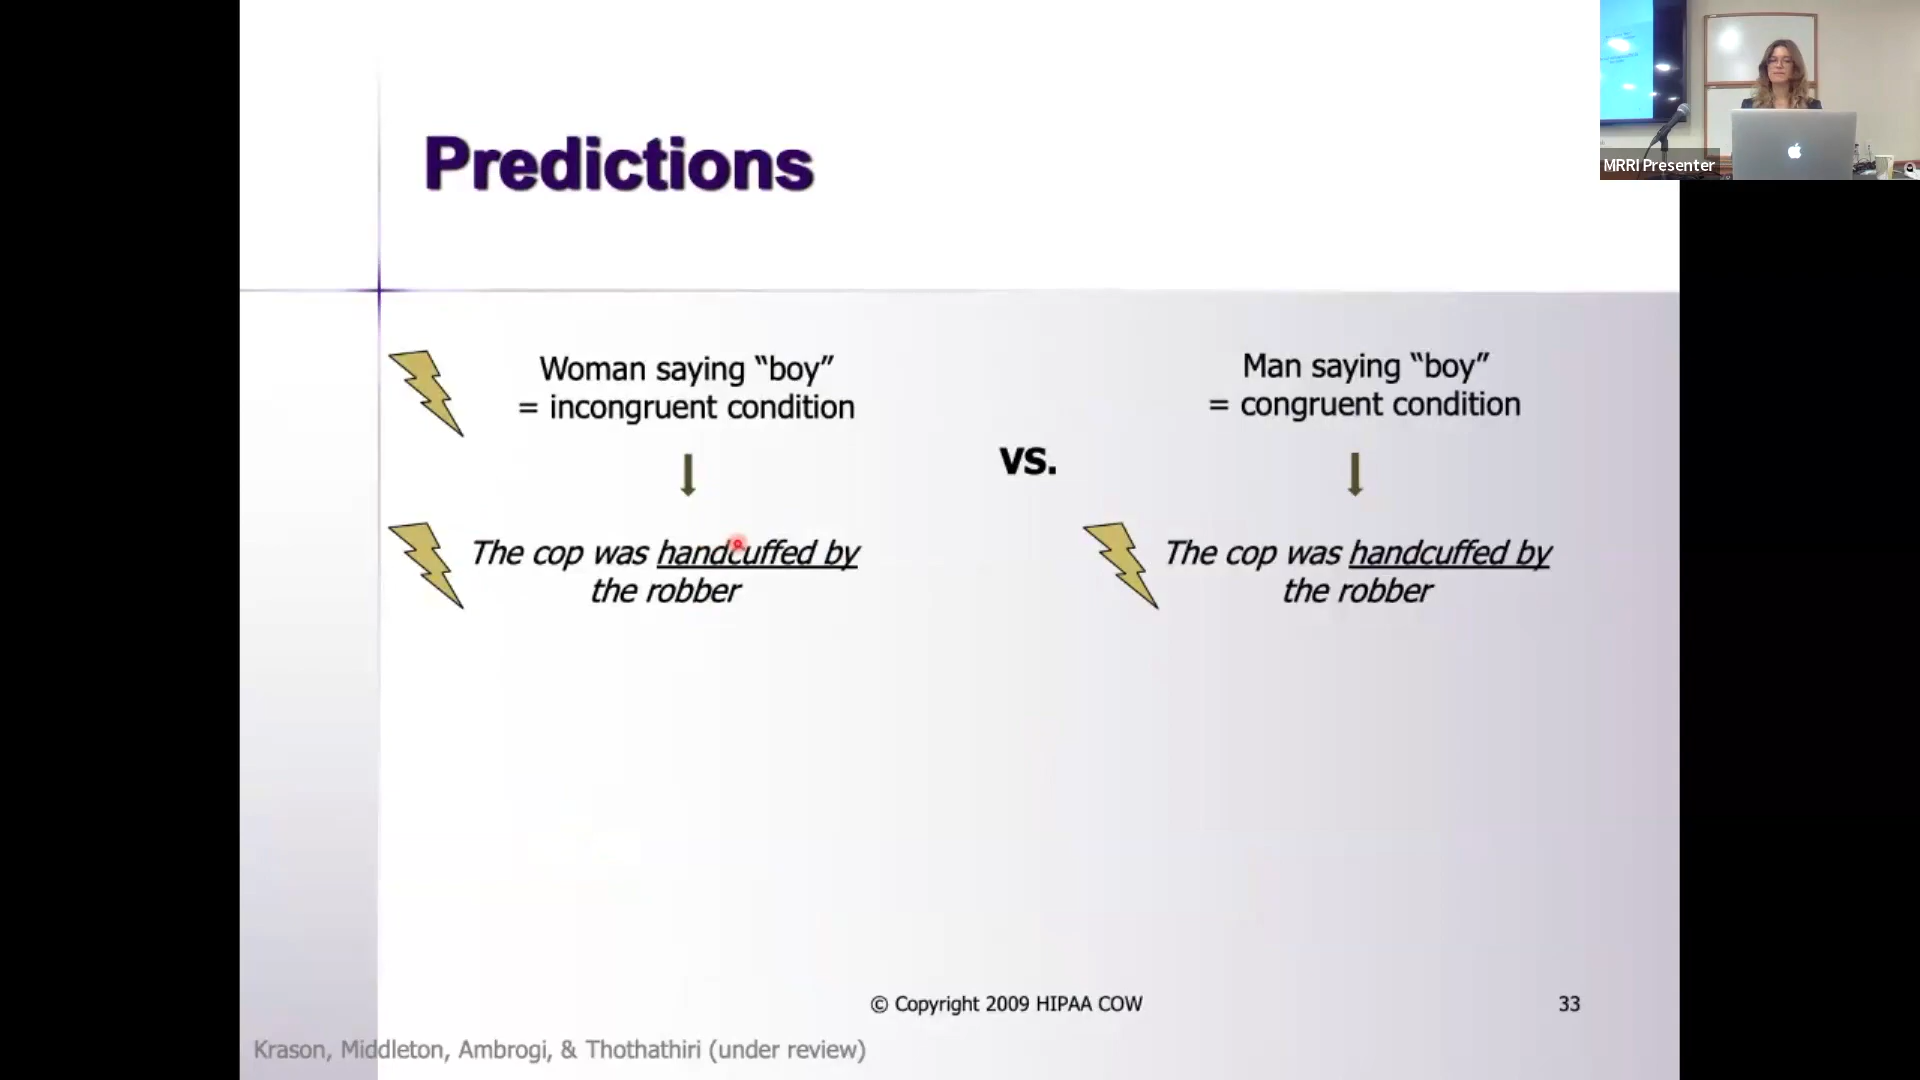 Predictions
Woman saying “boy”
= incongruent condition
The cop was handcuffed by
the robber
vs.
Man saying “boy”
= congruent condition
The cop was handcuffed by
the robber
© Copyright 2009 HIPAA COW
33
Krason, Middleton, Ambrogi, & Thothathiri (under review)
MRRI Presenter